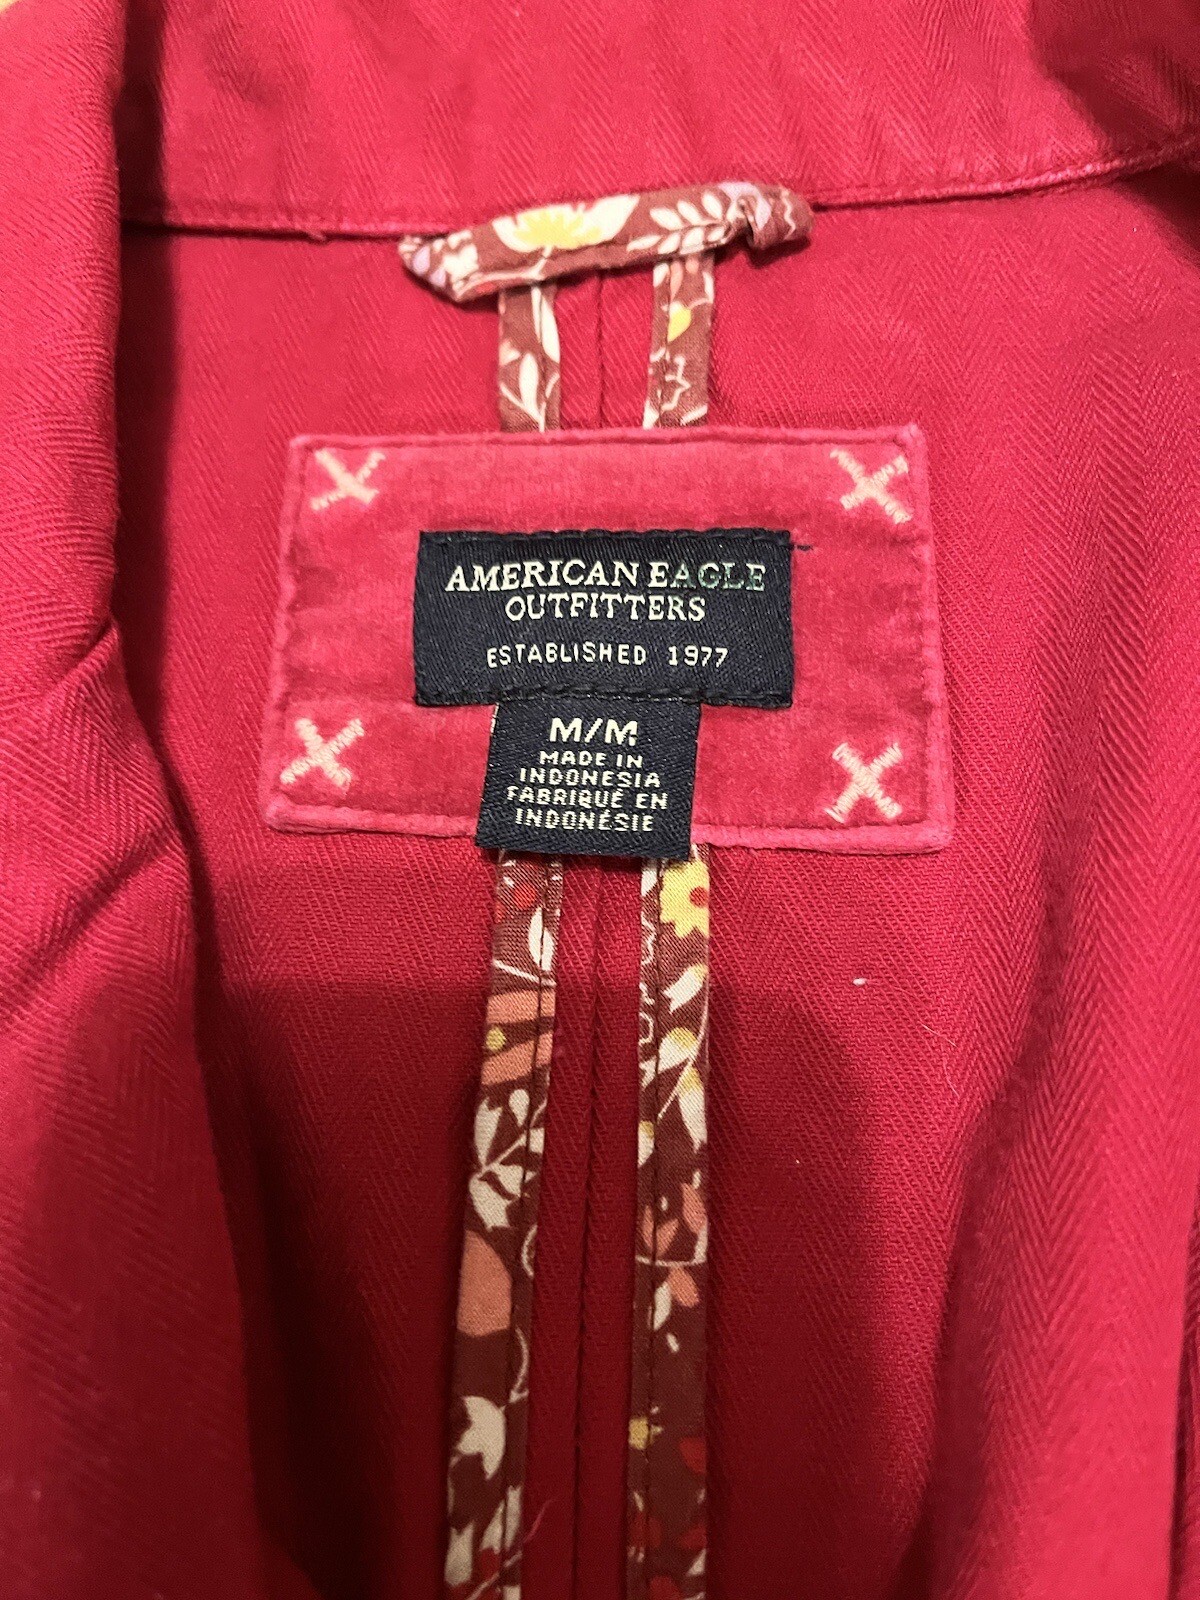 AMERICAN EAGLE
OUTFITTERS
ESTABLISHED 1977
M/M
MADE IN
INDONESIA
FABRIQUÉ EN
INDONÉSIE